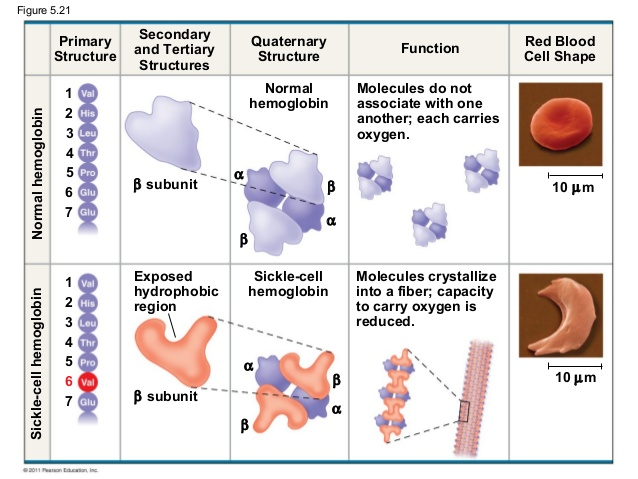 Figure 5.21
Primary
Structure
Secondary
and Tertiary
Structures
Quaternary
Structure
Function
Red Blood
Cell Shape
Normal hemoglobin
1 Val
2 His
3 Leu
4 Thr
5 Pro
6 Glu
7 Glu
β subunit
Normal
hemoglobin
α
β
α
β
Molecules do not
associate with one
another; each carries
oxygen.
10 µm
Sickle-cell hemoglobin
1 Val
2 His
3 Leu
4 Thr
5 Pro
6 Val
7 Glu
Exposed
hydrophobic
region
β subunit
Sickle-cell
hemoglobin
α
β
α
β
Molecules crystallize
into a fiber; capacity
to carry oxygen is
reduced.
10 µm
© 2011 Pearson Education, Inc.